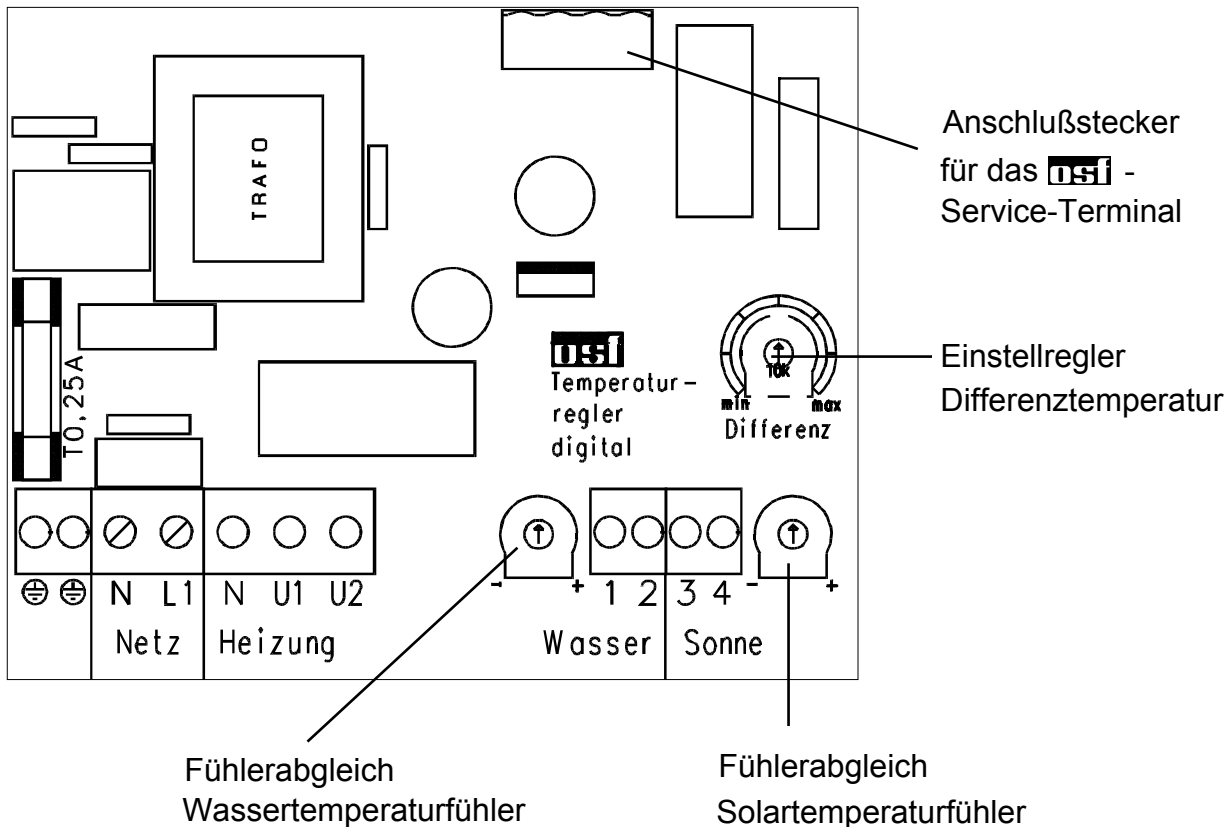 Anschlußstecker
für das osf -
Service-Terminal
TRAFO
T0,25A
osf
Temperatur-
regler
digital
10K
min max
Differenz
Einstellregler
Differenztemperatur
- + 1 2 3 4 - +
N L1 N U1 U2
Netz Heizung Wasser Sonne
Fühlerabgleich
Wassertemperaturfühler
Fühlerabgleich
Solartemperaturfühler